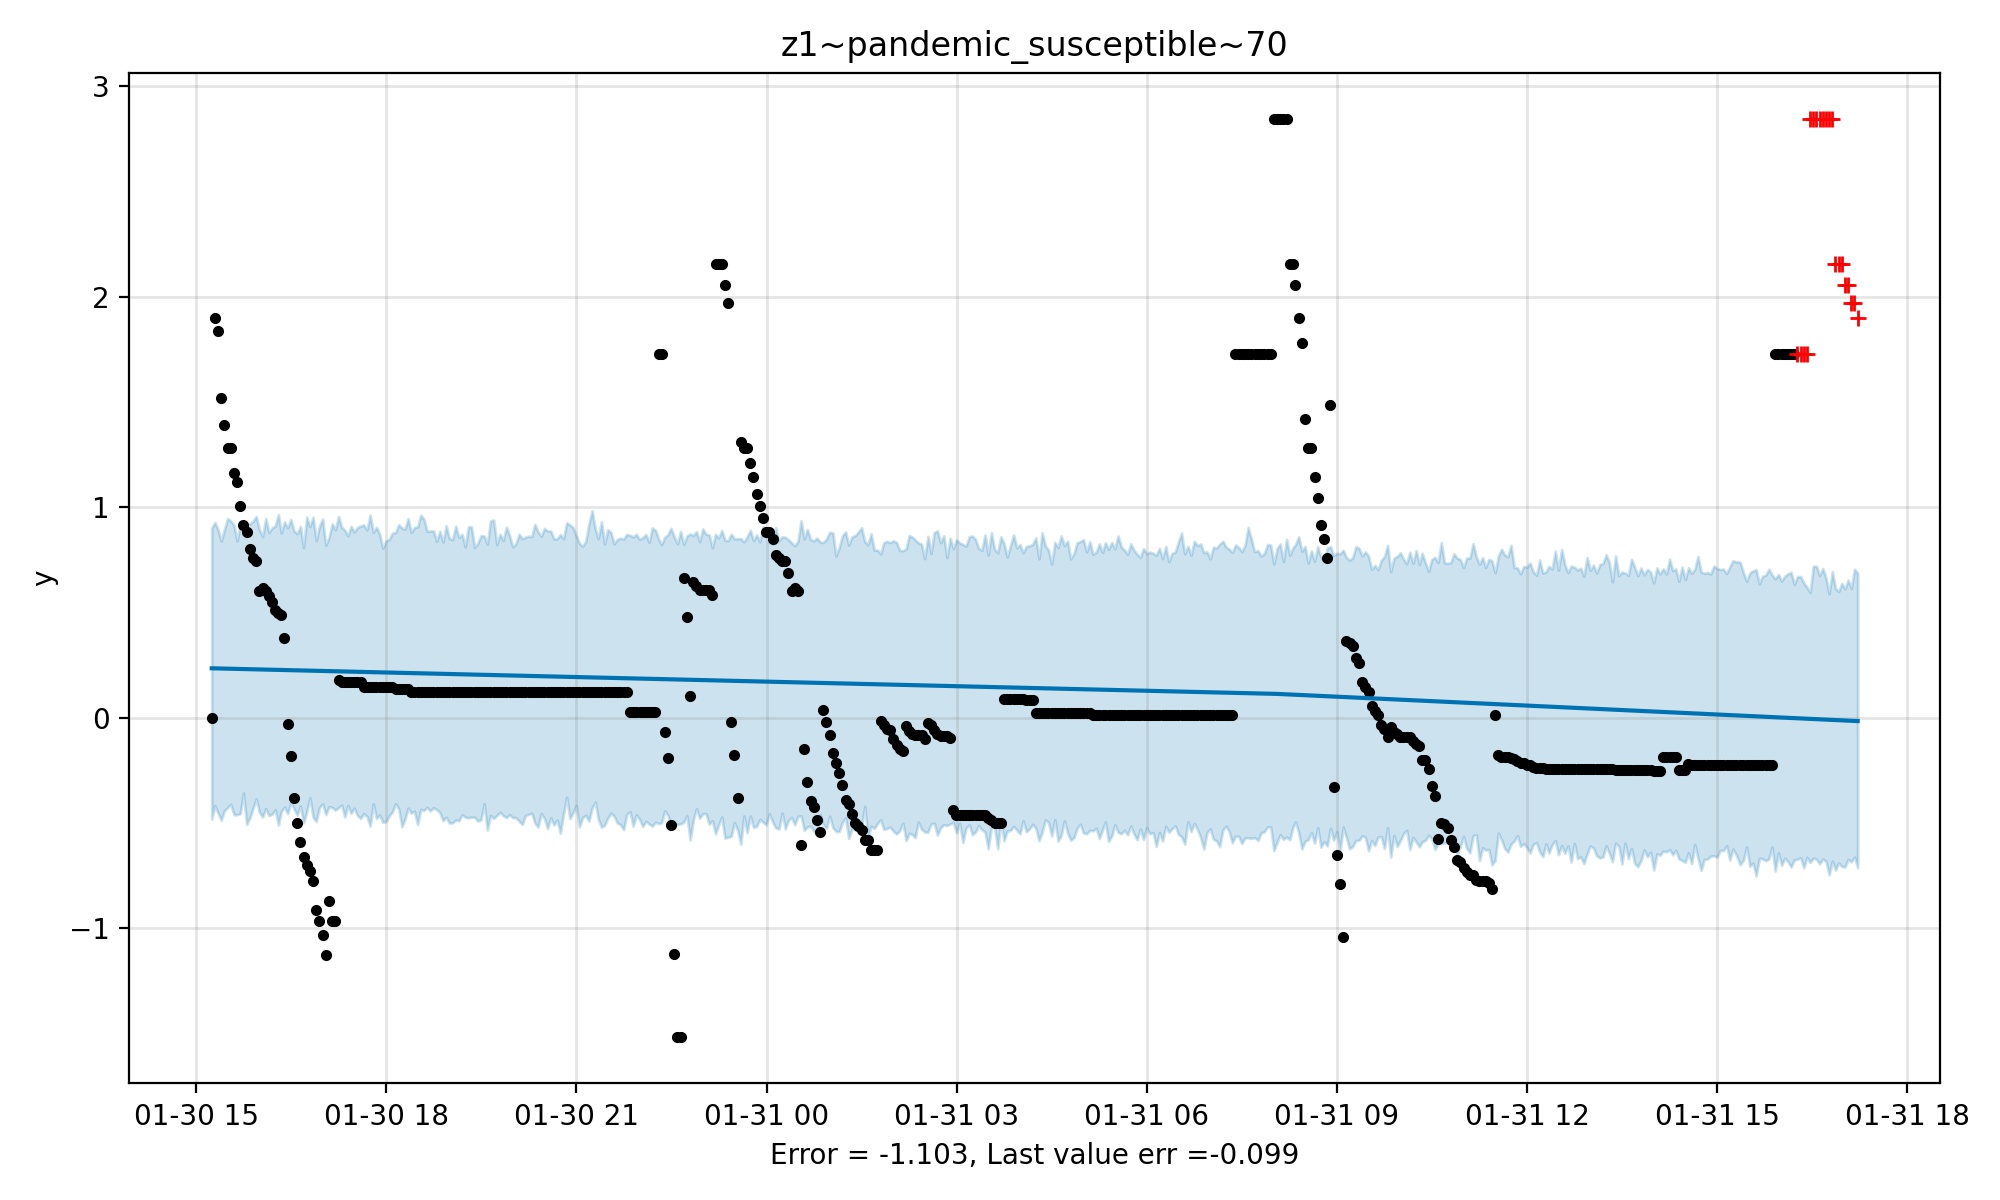 z1~pandemic_susceptible~70
3
2
1
0
−1
y
01-30 15 01-30 18 01-30 21 01-31 00 01-31 03 01-31 06 01-31 09 01-31 12 01-31 15 01-31 18
Error = -1.103, Last value err =-0.099